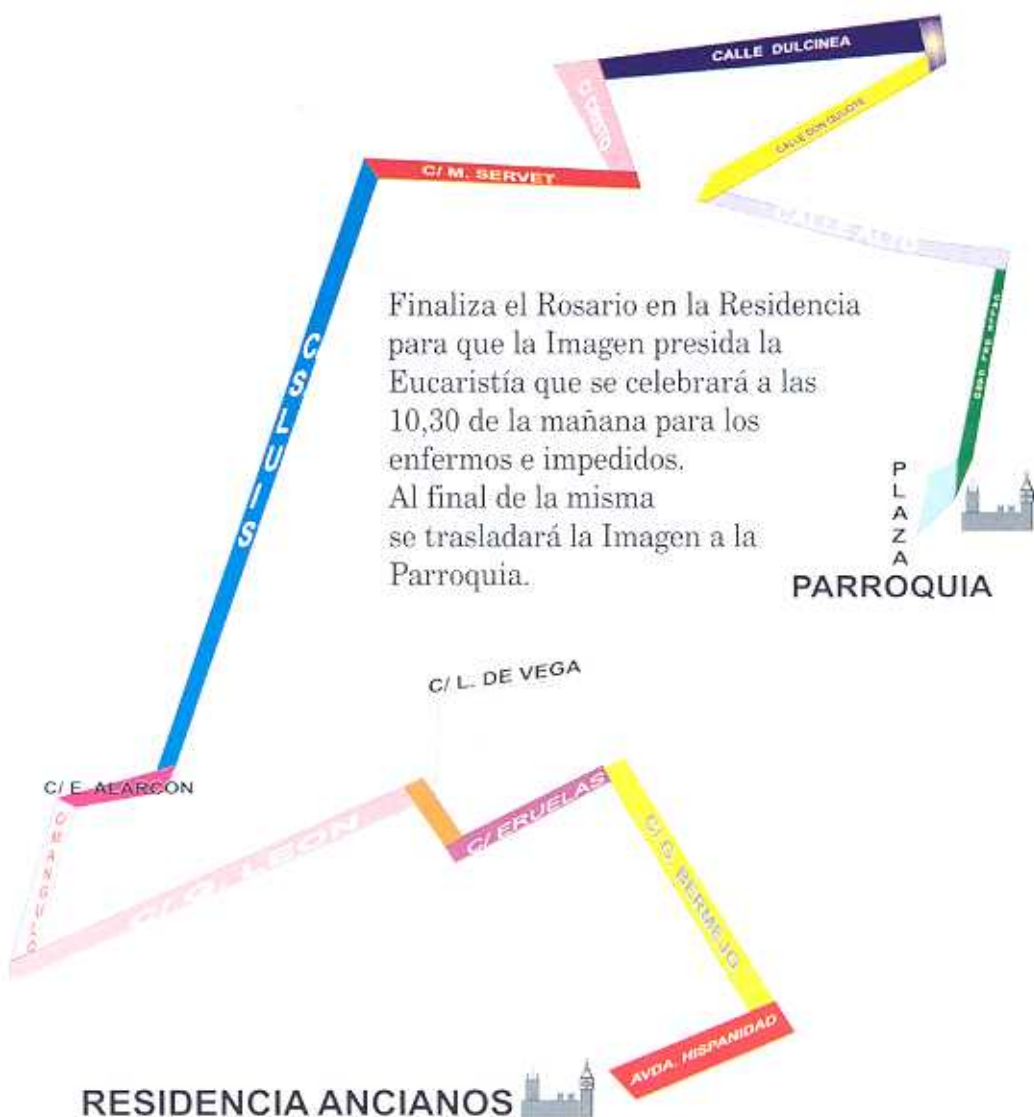 CALLE DULCINEA
C/ CRISTO
CALLE DON QUIJOTE
C/ M. SERVET
Finaliza el Rosario en la Residencia
para que la Imagen presida la
Eucaristía que se celebrará a las
10,30 de la mañana para los
enfermos e impedidos.
Al final de la misma
se trasladará la Imagen a la
Parroquia.
C S L U I S
PLAZA
PARROQUIA
C/ L. DE VEGA
C/ E. ALARCON
C/ ERUELAS
LEON
C/ G. BERMEJO
AVDA. HISPANIDAD
RESIDENCIA ANCIANOS